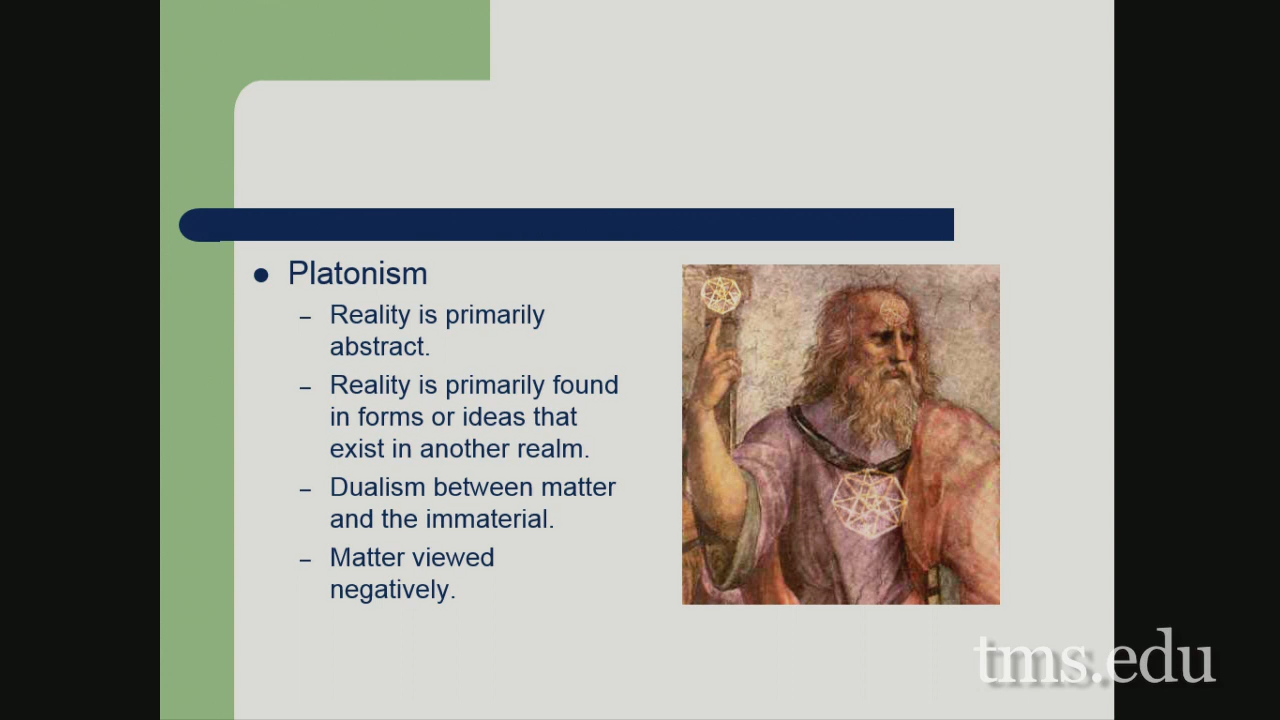 ● Platonism
– Reality is primarily
abstract.
– Reality is primarily found
in forms or ideas that
exist in another realm.
– Dualism between matter
and the immaterial.
– Matter viewed
negatively.
tms.edu